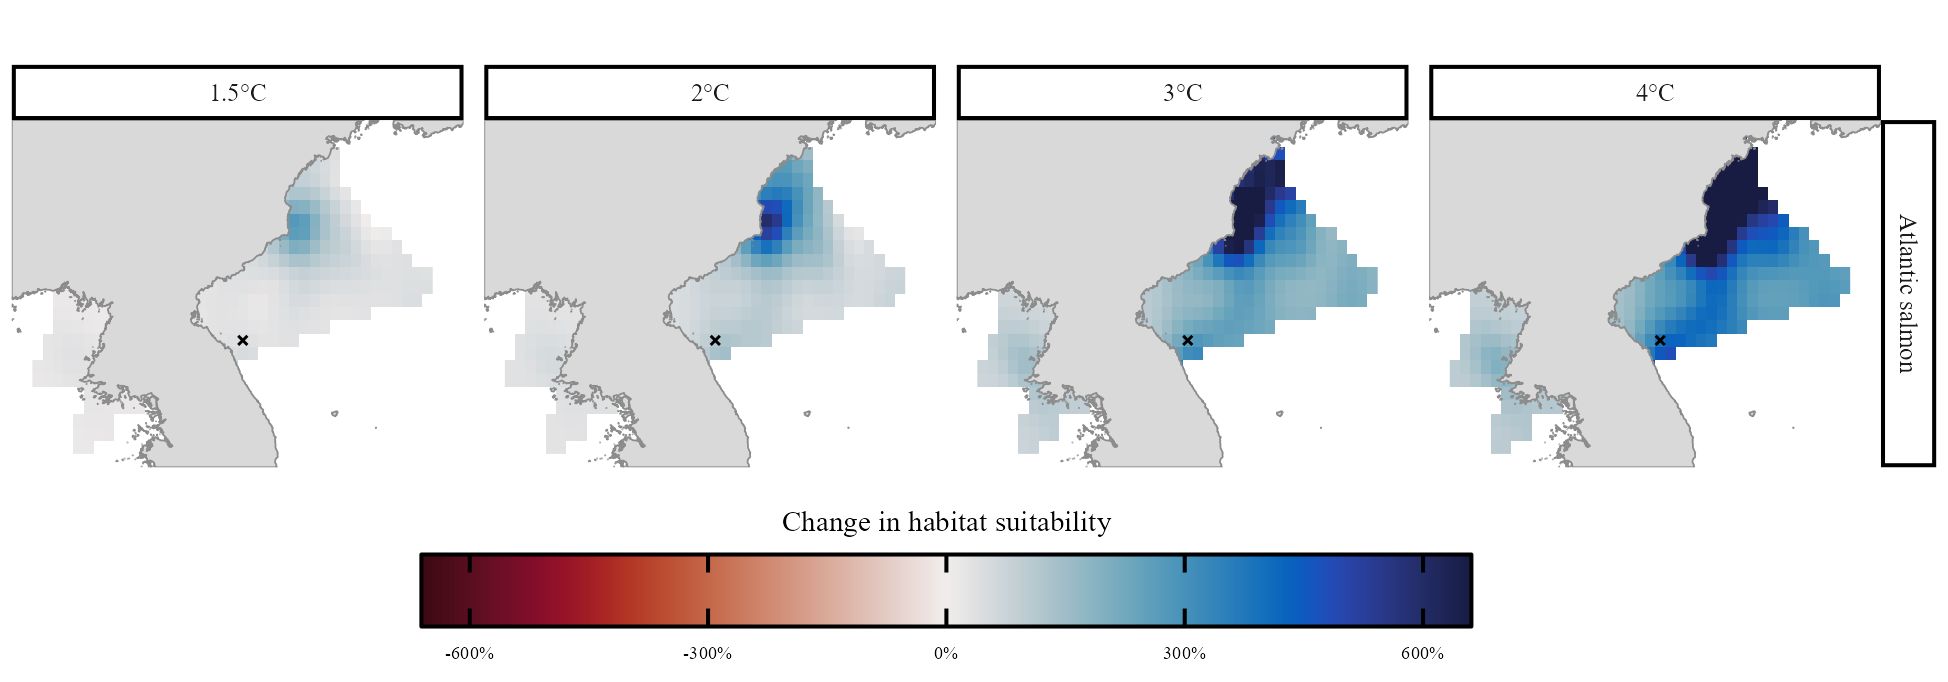 1.5°C
2°C
3°C
4°C
Atlantic salmon
Change in habitat suitability
-600%
-300%
0%
300%
600%